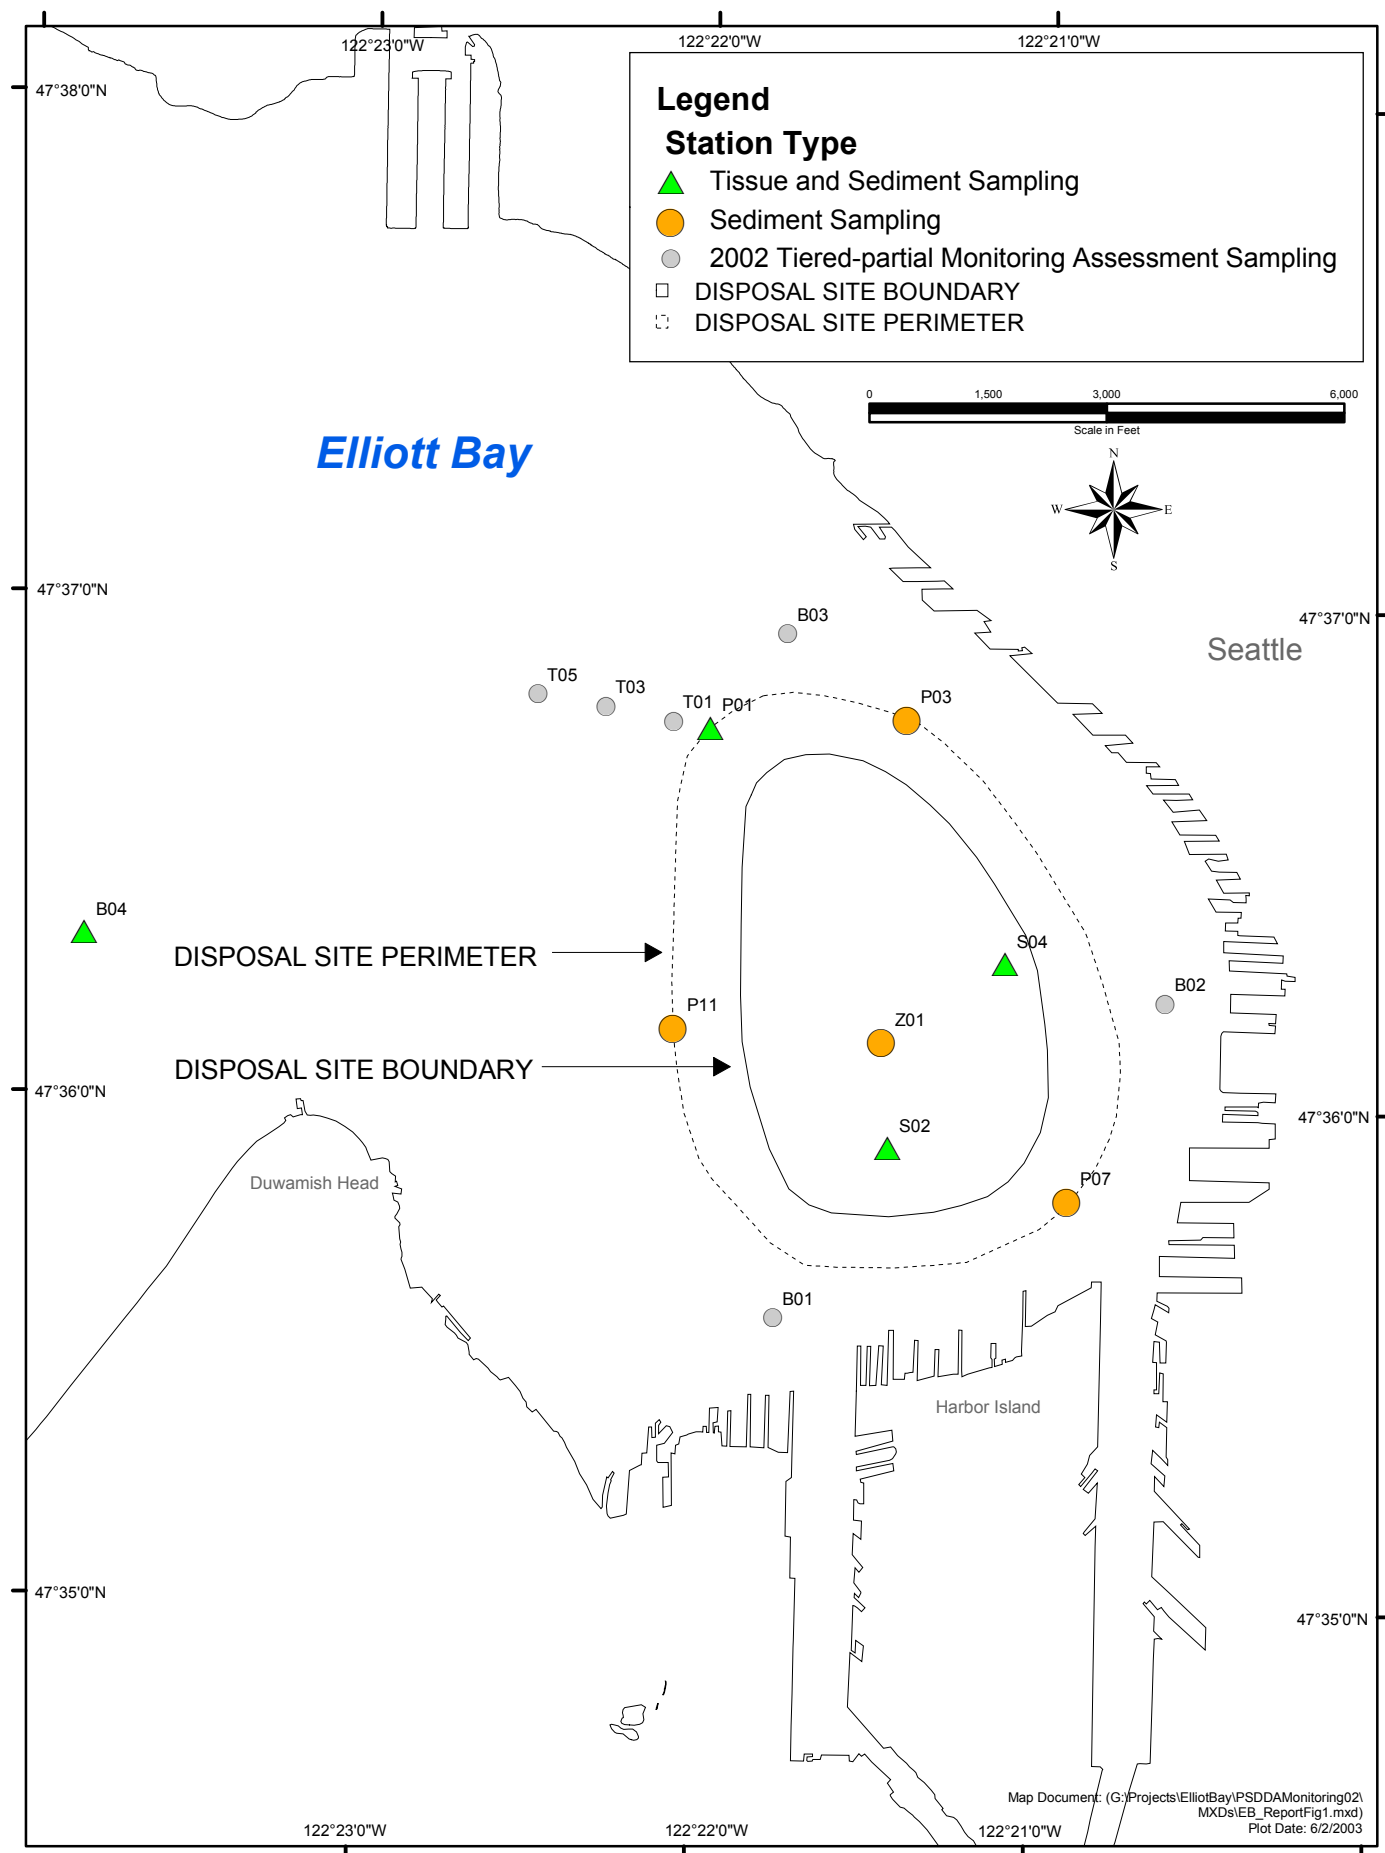 122°23'0"W
122°22'0"W
122°21'0"W
47°38'0"N
Legend
Station Type
Tissue and Sediment Sampling
Sediment Sampling
2002 Tiered-partial Monitoring Assessment Sampling
DISPOSAL SITE BOUNDARY
DISPOSAL SITE PERIMETER
0 1,500 3,000 6,000
Scale in Feet
Elliott Bay
N
W E
S
47°37'0"N
47°37'0"N
B03
Seattle
T05
T03
T01
P01
P03
B04
DISPOSAL SITE PERIMETER
S04
B02
P11
Z01
DISPOSAL SITE BOUNDARY
47°36'0"N
47°36'0"N
S02
Duwamish Head
P07
B01
Harbor Island
47°35'0"N
47°35'0"N
Map Document: (G:\Projects\ElliotBay\PSDDAMonitoring02\
MXDs\EB_ReportFig1.mxd)
Plot Date: 6/2/2003
122°23'0"W
122°22'0"W
122°21'0"W